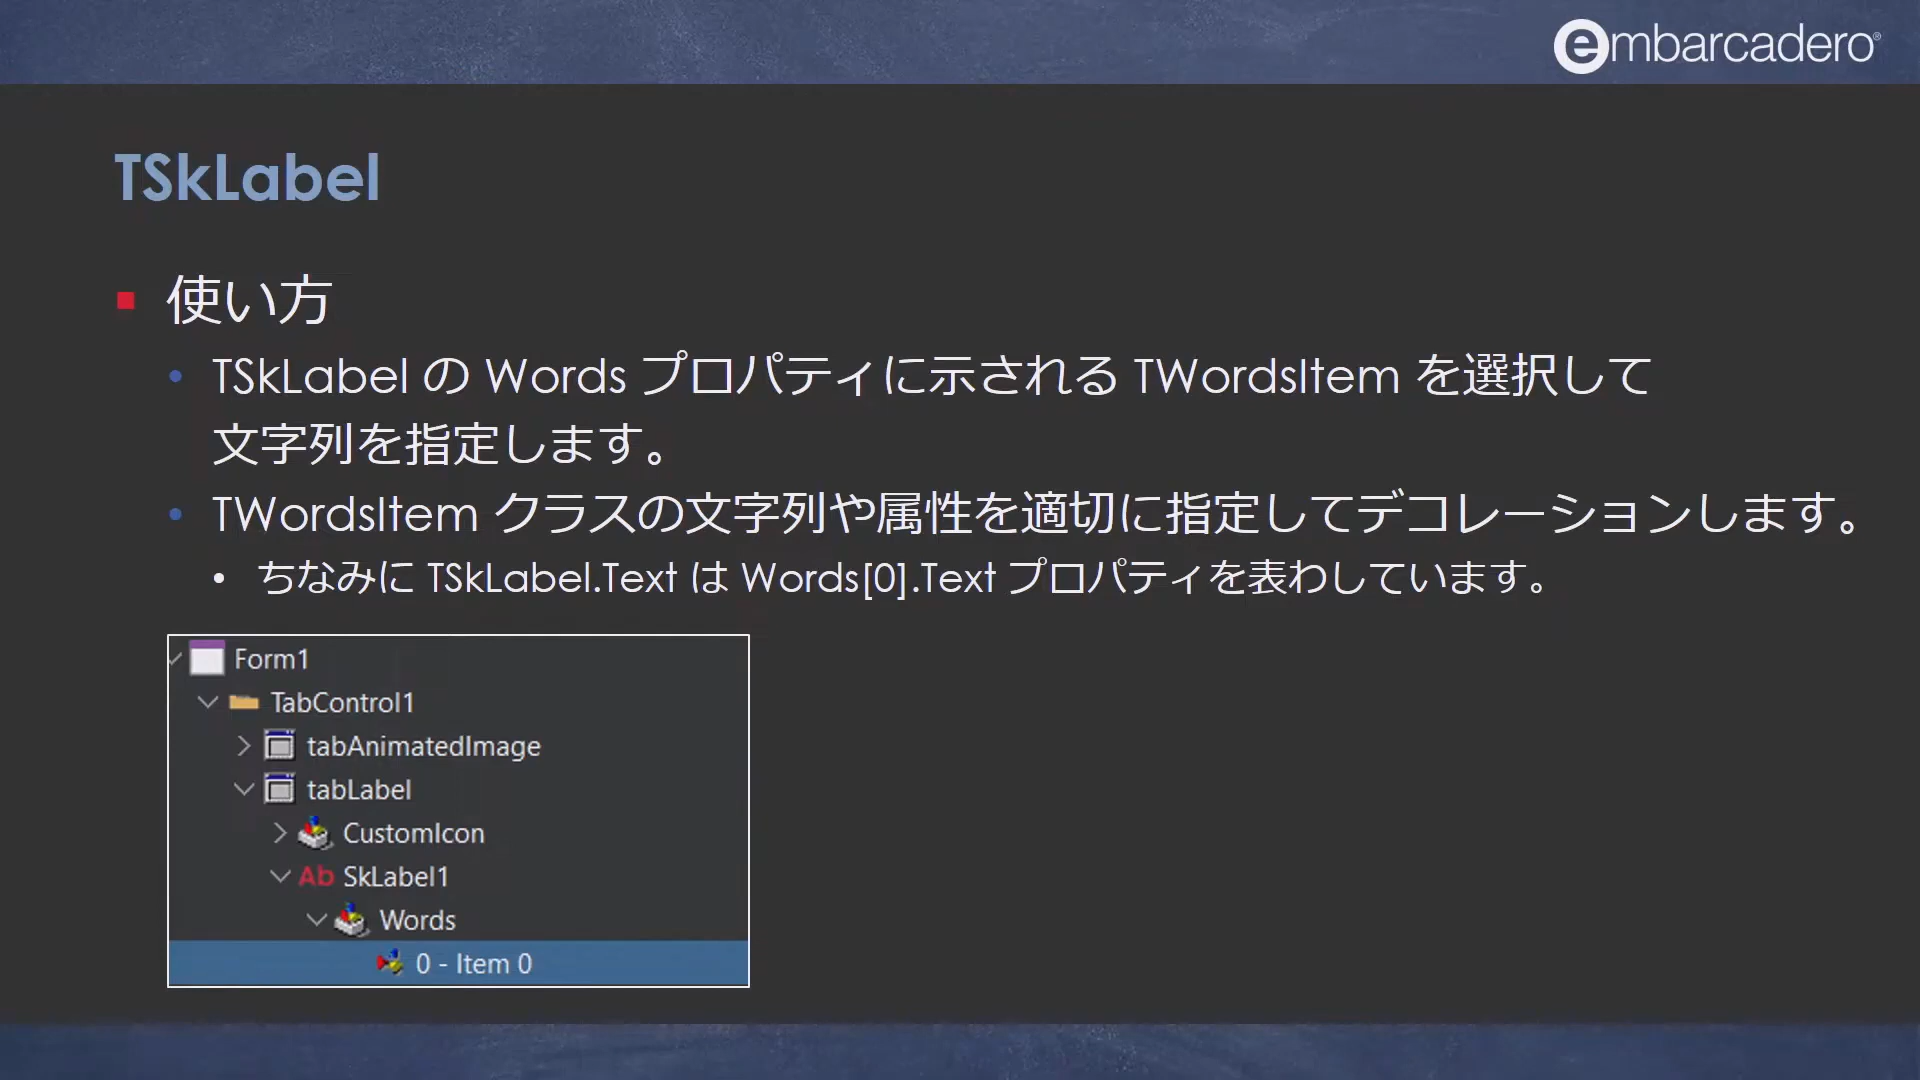 embarcadero®
TSkLabel
使い方
TSkLabel の Words プロパティに示される TWordsItem を選択して
文字列を指定します。
TWordsItem クラスの文字列や属性を適切に指定してデコレーションします。
ちなみに TSkLabel.Text は Words[0].Text プロパティを表わしています。
Form1
TabControl1
tabAnimatedImage
tabLabel
CustomIcon
Ab SkLabel1
Words
0 - Item 0